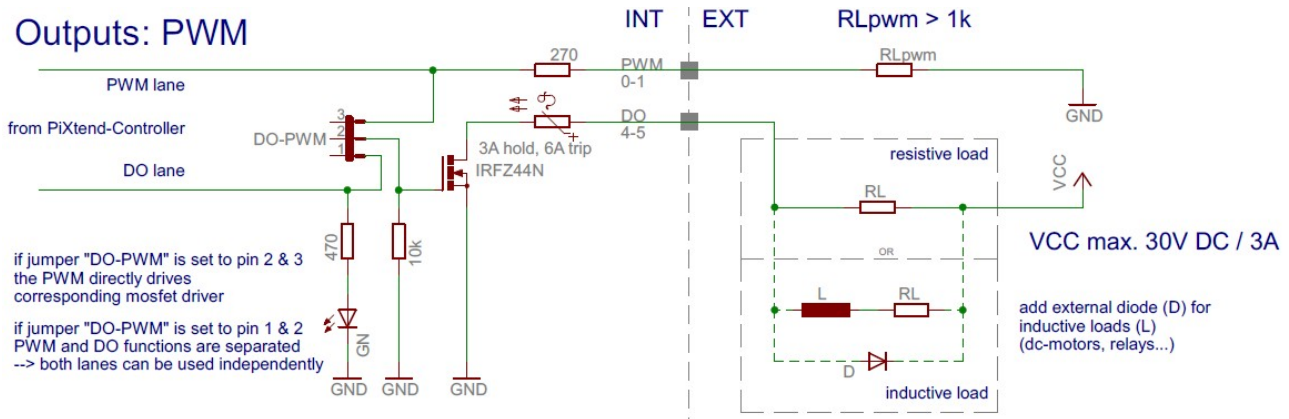 Outputs: PWM
INT
EXT
RLpwm > 1k
270
PWM
0-1
RLpwm
PWM lane
GND
from PiXtend-Controller
3
2
1
DO-PWM
DO
4-5
3A hold, 6A trip
IRFZ44N
DO lane
resistive load
VCC
RL
470
10k
VCC max. 30V DC / 3A
if jumper "DO-PWM" is set to pin 2 & 3
the PWM directly drives
corresponding mosfet driver
OR
L
RL
add external diode (D) for
inductive loads (L)
(dc-motors, relays...)
if jumper "DO-PWM" is set to pin 1 & 2
PWM and DO functions are separated
--> both lanes can be used independently
GN
D
GND
GND
GND
inductive load